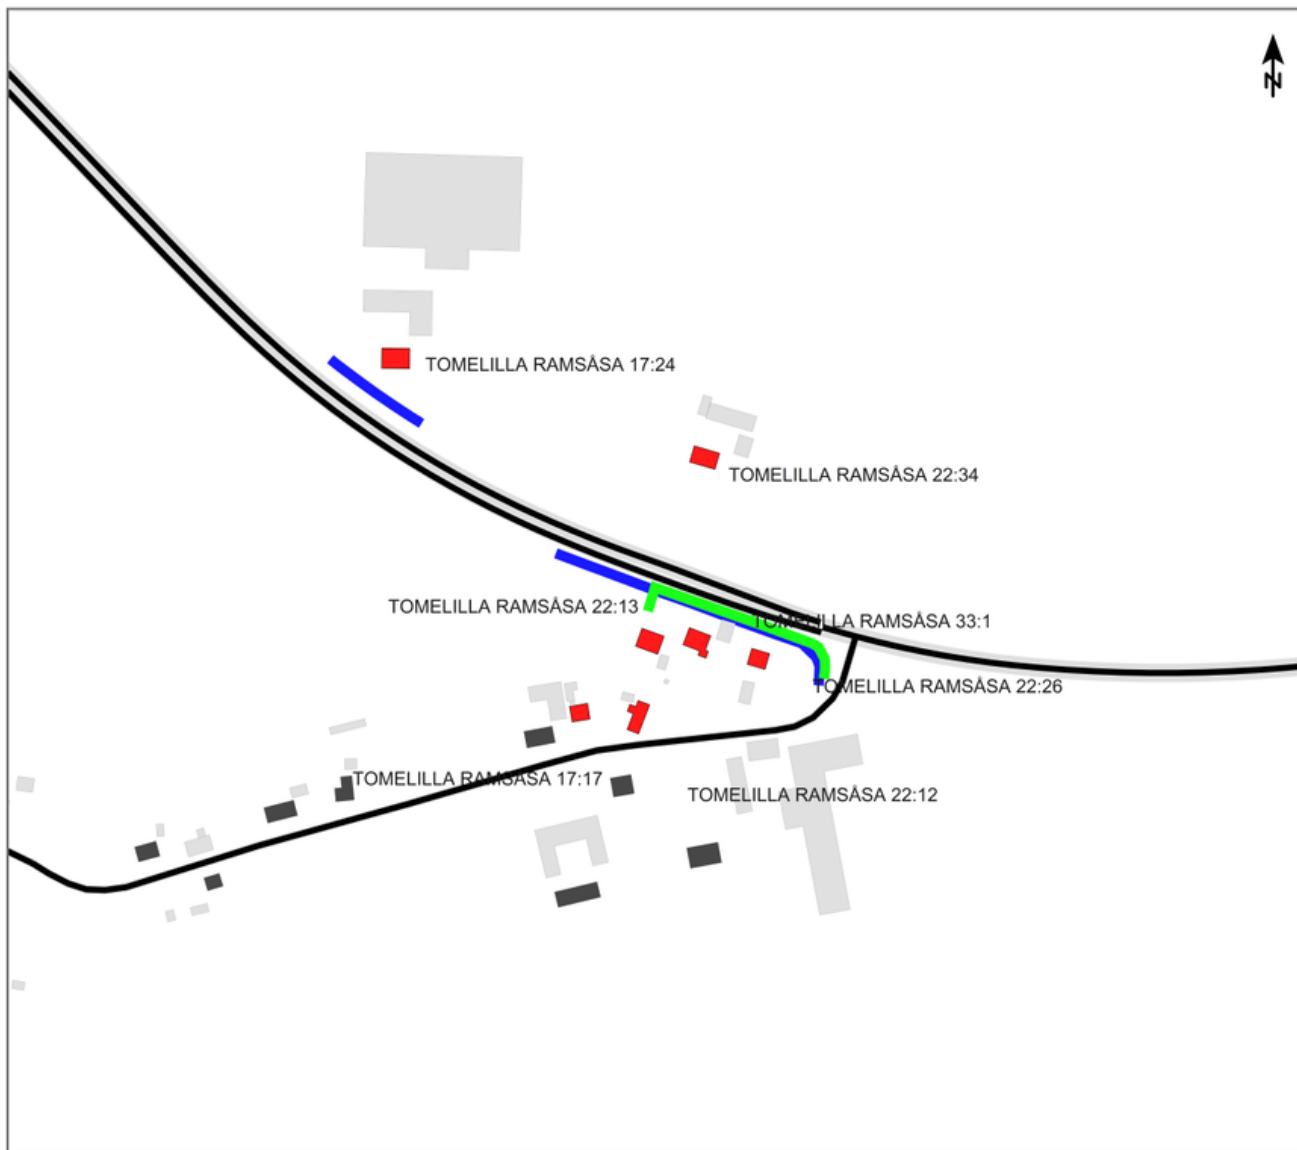 N
TOMELILLA RAMSÅSA 17:24
TOMELILLA RAMSÅSA 22:34
TOMELILLA RAMSÅSA 22:13
TOMELILLA RAMSÅSA 33:1
TOMELILLA RAMSÅSA 22:26
TOMELILLA RAMSÅSA 17:17
TOMELILLA RAMSÅSA 22:12